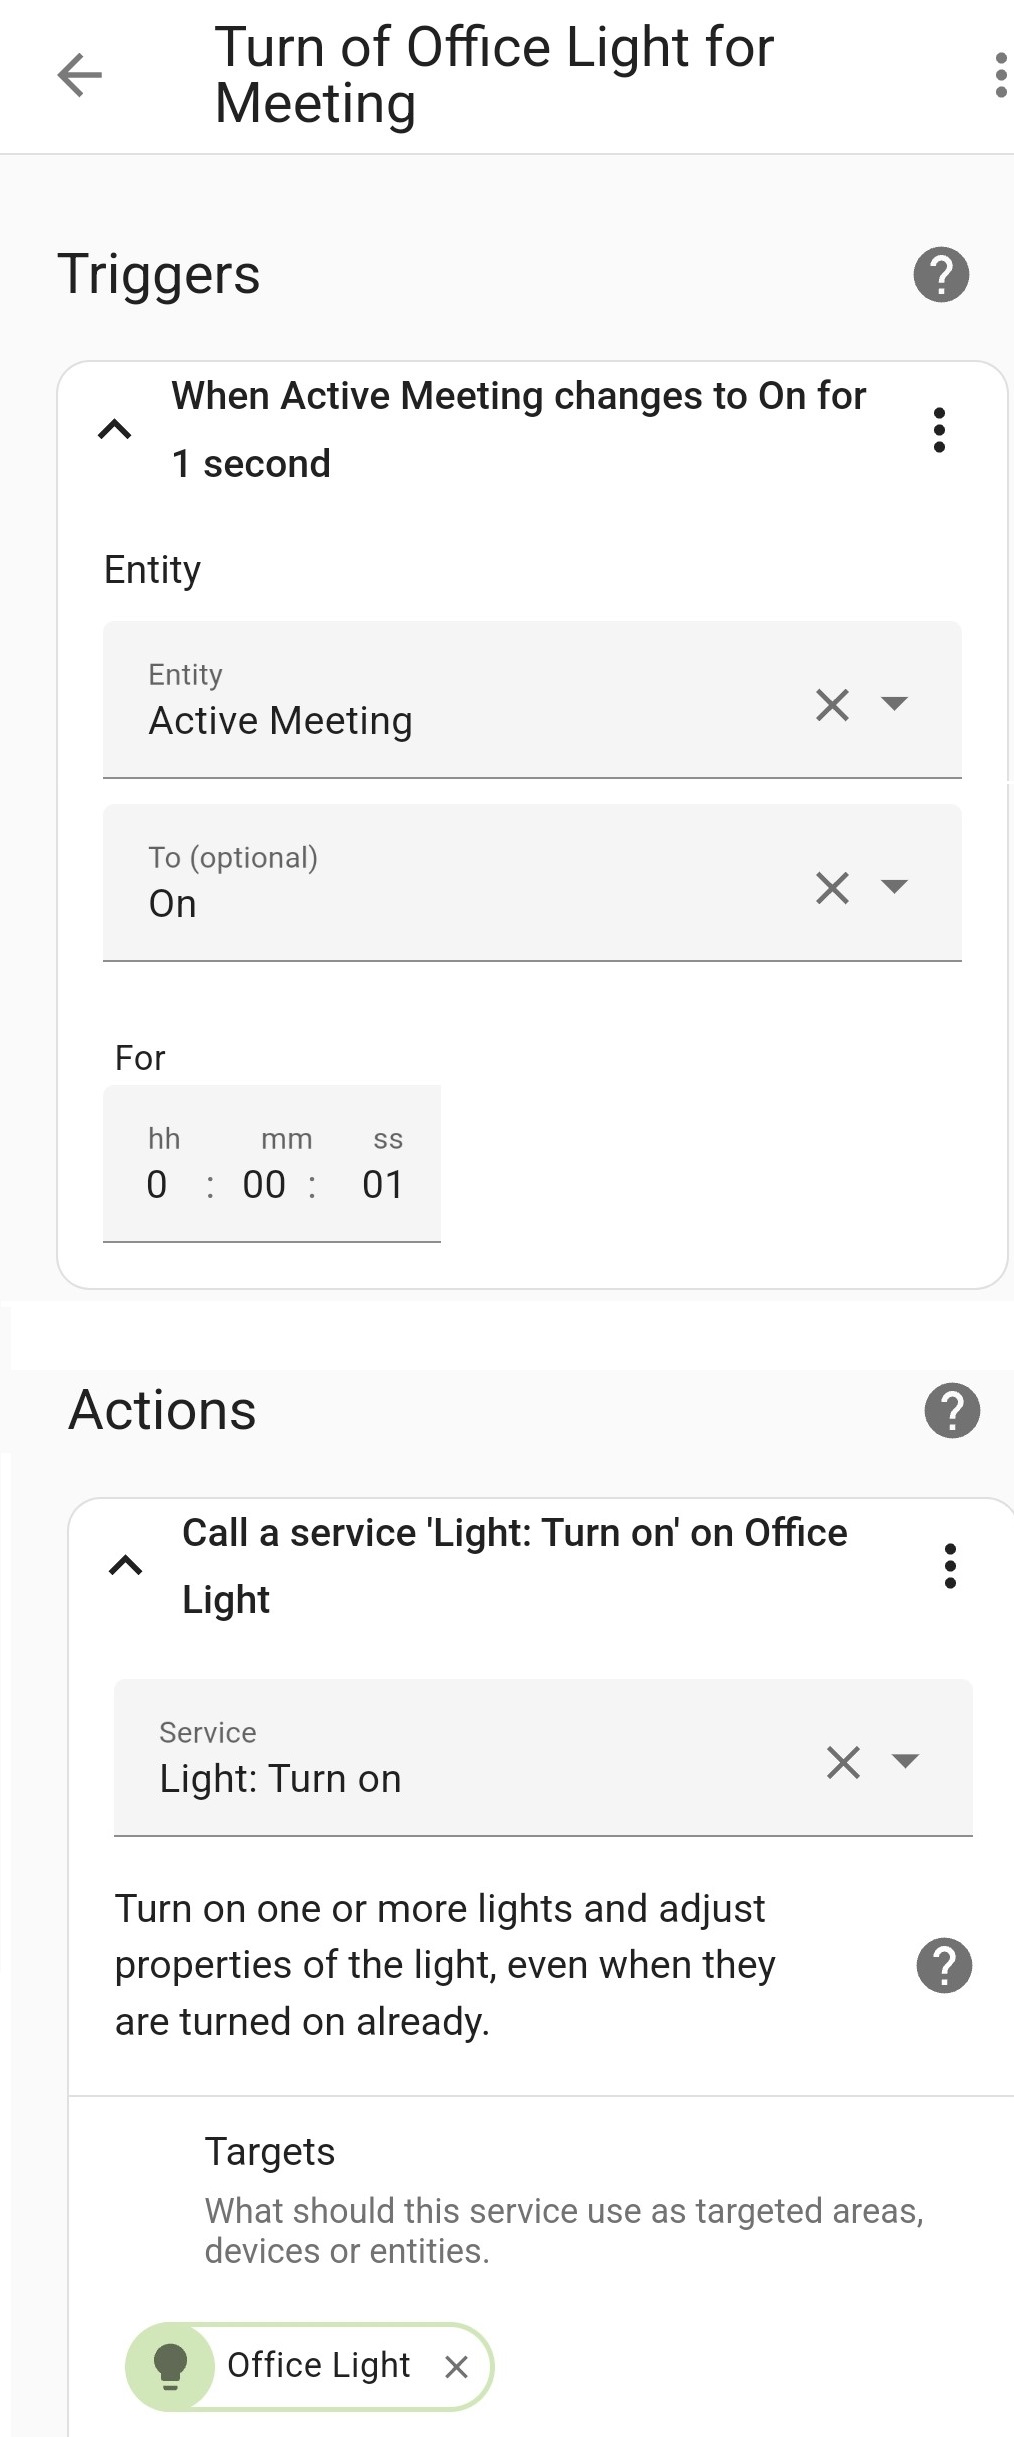 Turn of Office Light for
Meeting
Triggers
When Active Meeting changes to On for
1 second
Entity
Entity
Active Meeting
To (optional)
On
For
hh mm ss
0 : 00 : 01
Actions
Call a service 'Light: Turn on' on Office
Light
Service
Light: Turn on
Turn on one or more lights and adjust
properties of the light, even when they
are turned on already.
Targets
What should this service use as targeted areas,
devices or entities.
Office Light